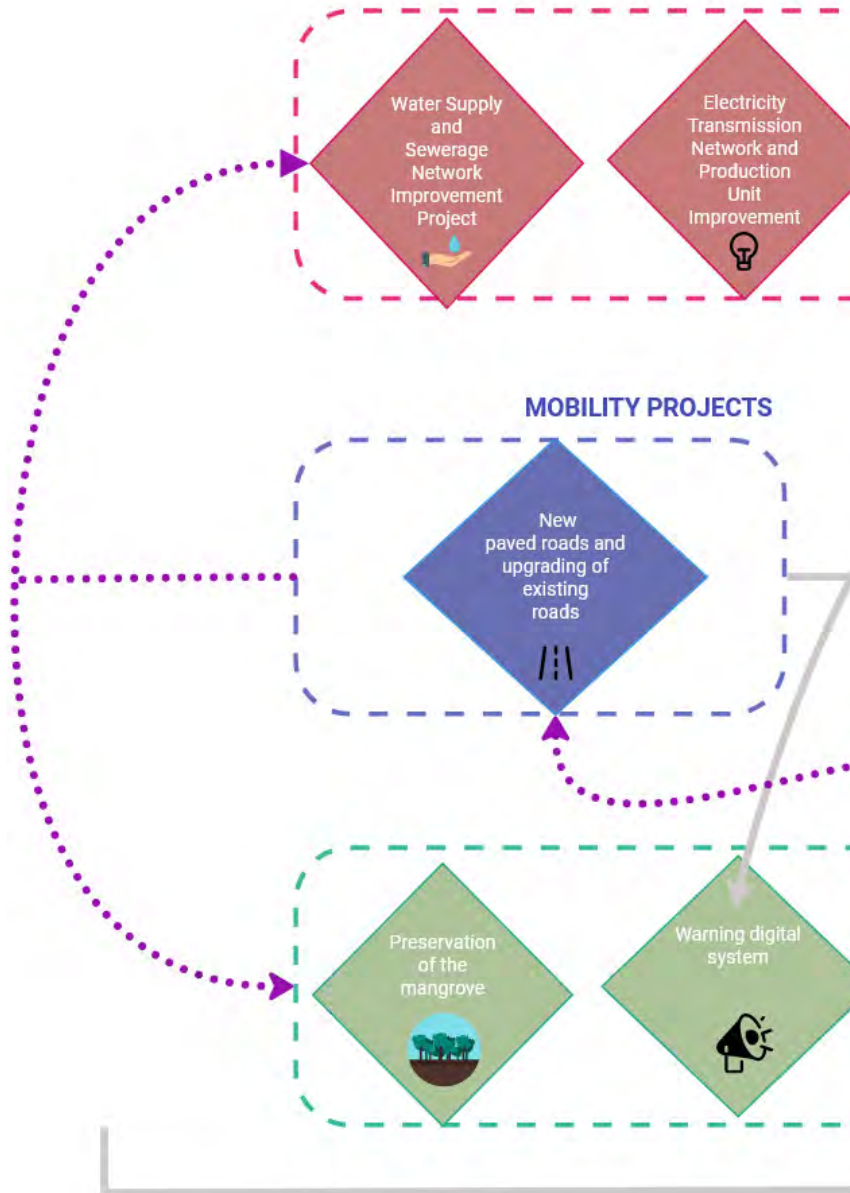 Water Supply
and
Sewerage
Network
Improvement
Project
Electricity
Transmission
Network and
Production
Unit
Improvement
MOBILITY PROJECTS
New
paved roads and
upgrading of
existing
roads
Preservation
of the
mangrove
Warning digital
system